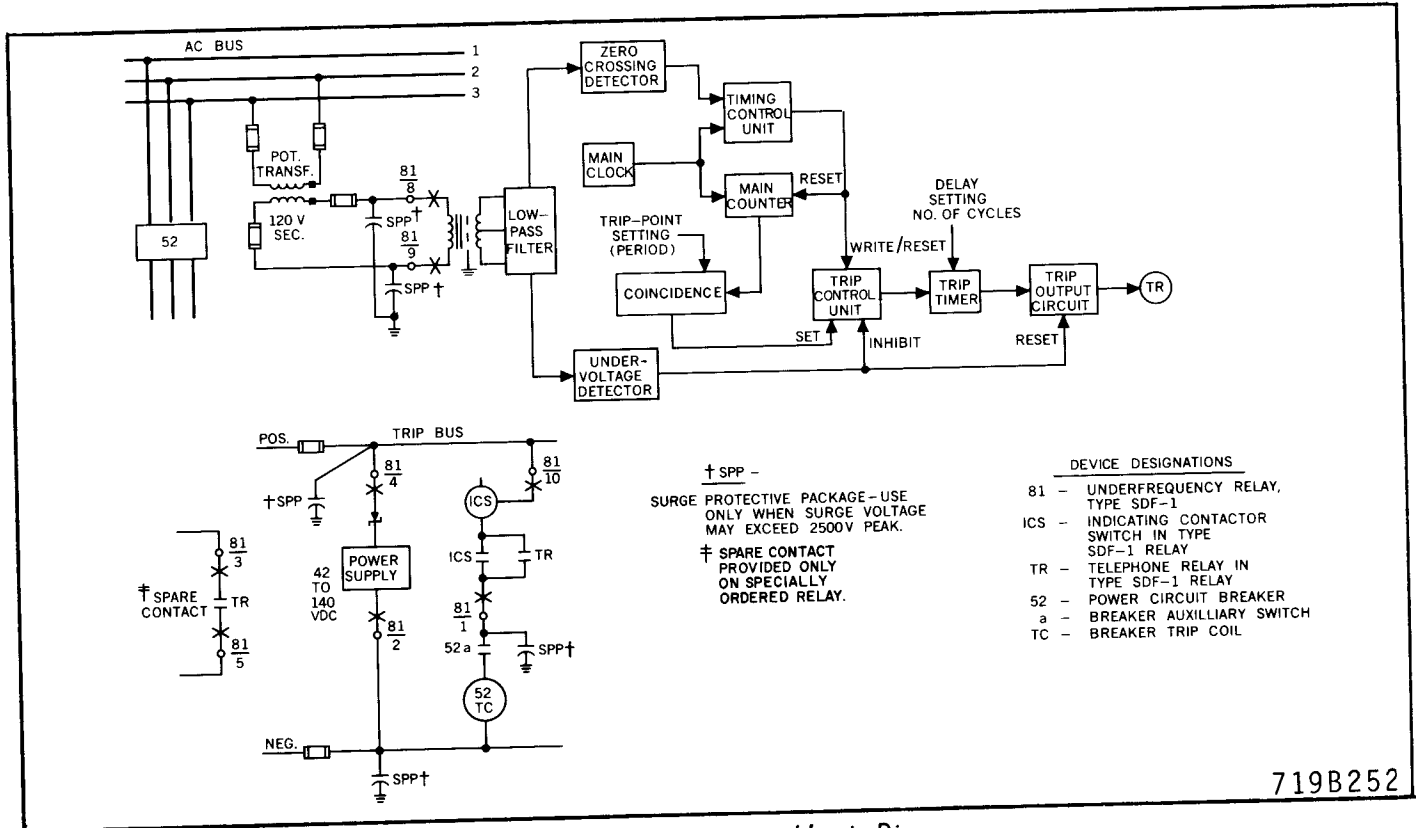 AC BUS
1
2
3
POT.
TRANSF.
120 V
SEC.
52
81
8
SPP†
81
9
SPP †
LOW-
PASS
FILTER
ZERO
CROSSING
DETECTOR
TIMING
CONTROL
UNIT
MAIN
CLOCK
MAIN
COUNTER
RESET
TRIP-POINT
SETTING
(PERIOD)
COINCIDENCE
DELAY
SETTING
NO. OF CYCLES
WRITE/RESET
TRIP
CONTROL
UNIT
TRIP
TIMER
TRIP
OUTPUT
CIRCUIT
TR
SET
INHIBIT
RESET
UNDER-
VOLTAGE
DETECTOR
POS.
TRIP BUS
†SPP
81
4
81
10
ICS
POWER
SUPPLY
42
TO
140
VDC
ICS
TR
81
3
‡ SPARE
CONTACT
TR
81
5
81
2
81
1
52a
SPP†
52
TC
NEG.
SPP†
† SPP –
SURGE PROTECTIVE PACKAGE – USE
ONLY WHEN SURGE VOLTAGE
MAY EXCEED 2500V PEAK.
‡ SPARE CONTACT
PROVIDED ONLY
ON SPECIALLY
ORDERED RELAY.
DEVICE DESIGNATIONS
81 – UNDERFREQUENCY RELAY,
TYPE SDF-1
ICS – INDICATING CONTACTOR
SWITCH IN TYPE
SDF-1 RELAY
TR – TELEPHONE RELAY IN
TYPE SDF-1 RELAY
52 – POWER CIRCUIT BREAKER
a – BREAKER AUXILLIARY SWITCH
TC – BREAKER TRIP COIL
719B252